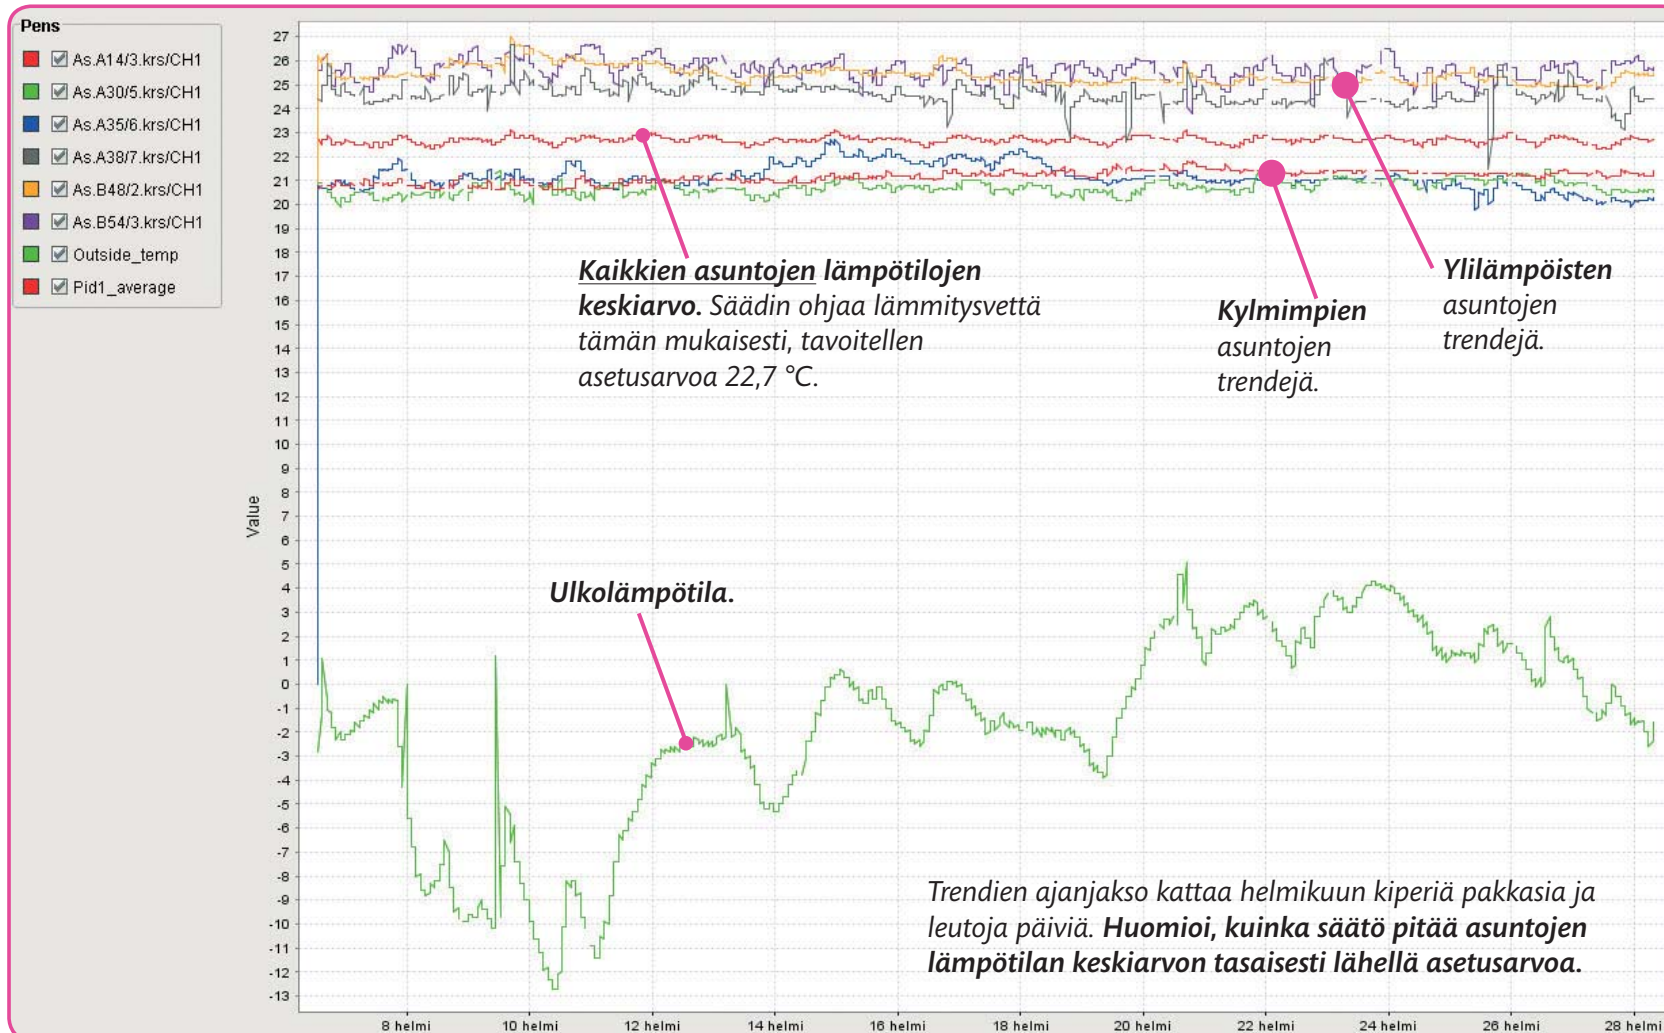 Pens
As.A14/3.krs/CH1
As.A30/5.krs/CH1
As.A35/6.krs/CH1
As.A38/7.krs/CH1
As.B48/2.krs/CH1
As.B54/3.krs/CH1
Outside_temp
Pid1_average
Value
27
26
25
24
23
22
21
20
19
18
17
16
15
14
13
12
11
10
9
8
7
6
5
4
3
2
1
0
-1
-2
-3
-4
-5
-6
-7
-8
-9
-10
-11
-12
-13
Kaikkien asuntojen lämpötilojen
keskiarvo. Säädin ohjaa lämmitysvettä
tämän mukaisesti, tavoitellen
asetusarvoa 22,7 °C.
Kylmimpien
asuntojen
trendejä.
Ylilämpöisten
asuntojen
trendejä.
Ulkolämpötila.
Trendien ajanjakso kattaa helmikuun kiperiä pakkasia ja
leutoja päiviä. Huomioi, kuinka säätö pitää asuntojen
lämpötilan keskiarvon tasaisesti lähellä asetusarvoa.
8 helmi 10 helmi 12 helmi 14 helmi 16 helmi 18 helmi 20 helmi 22 helmi 24 helmi 26 helmi 28 helmi